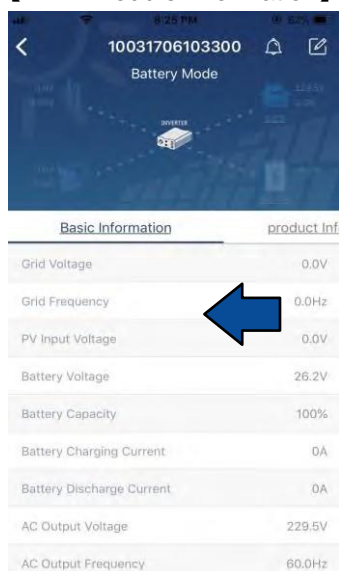 8:25 PM 82%
10031706103300
Battery Mode
INVERTER
Basic Information product Inf
Grid Voltage 0.0V
Grid Frequency 0.0Hz
PV Input Voltage 0.0V
Battery Voltage 26.2V
Battery Capacity 100%
Battery Charging Current 0A
Battery Discharge Current 0A
AC Output Voltage 229.5V
AC Output Frequency 60.0Hz